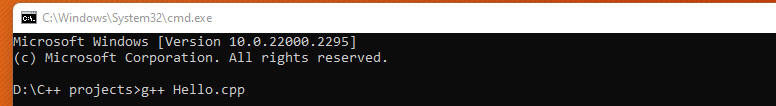 C:\Windows\System32\cmd.exe
Microsoft Windows [Version 10.0.22000.2295]
(c) Microsoft Corporation. All rights reserved.
D:\C++ projects>g++ Hello.cpp